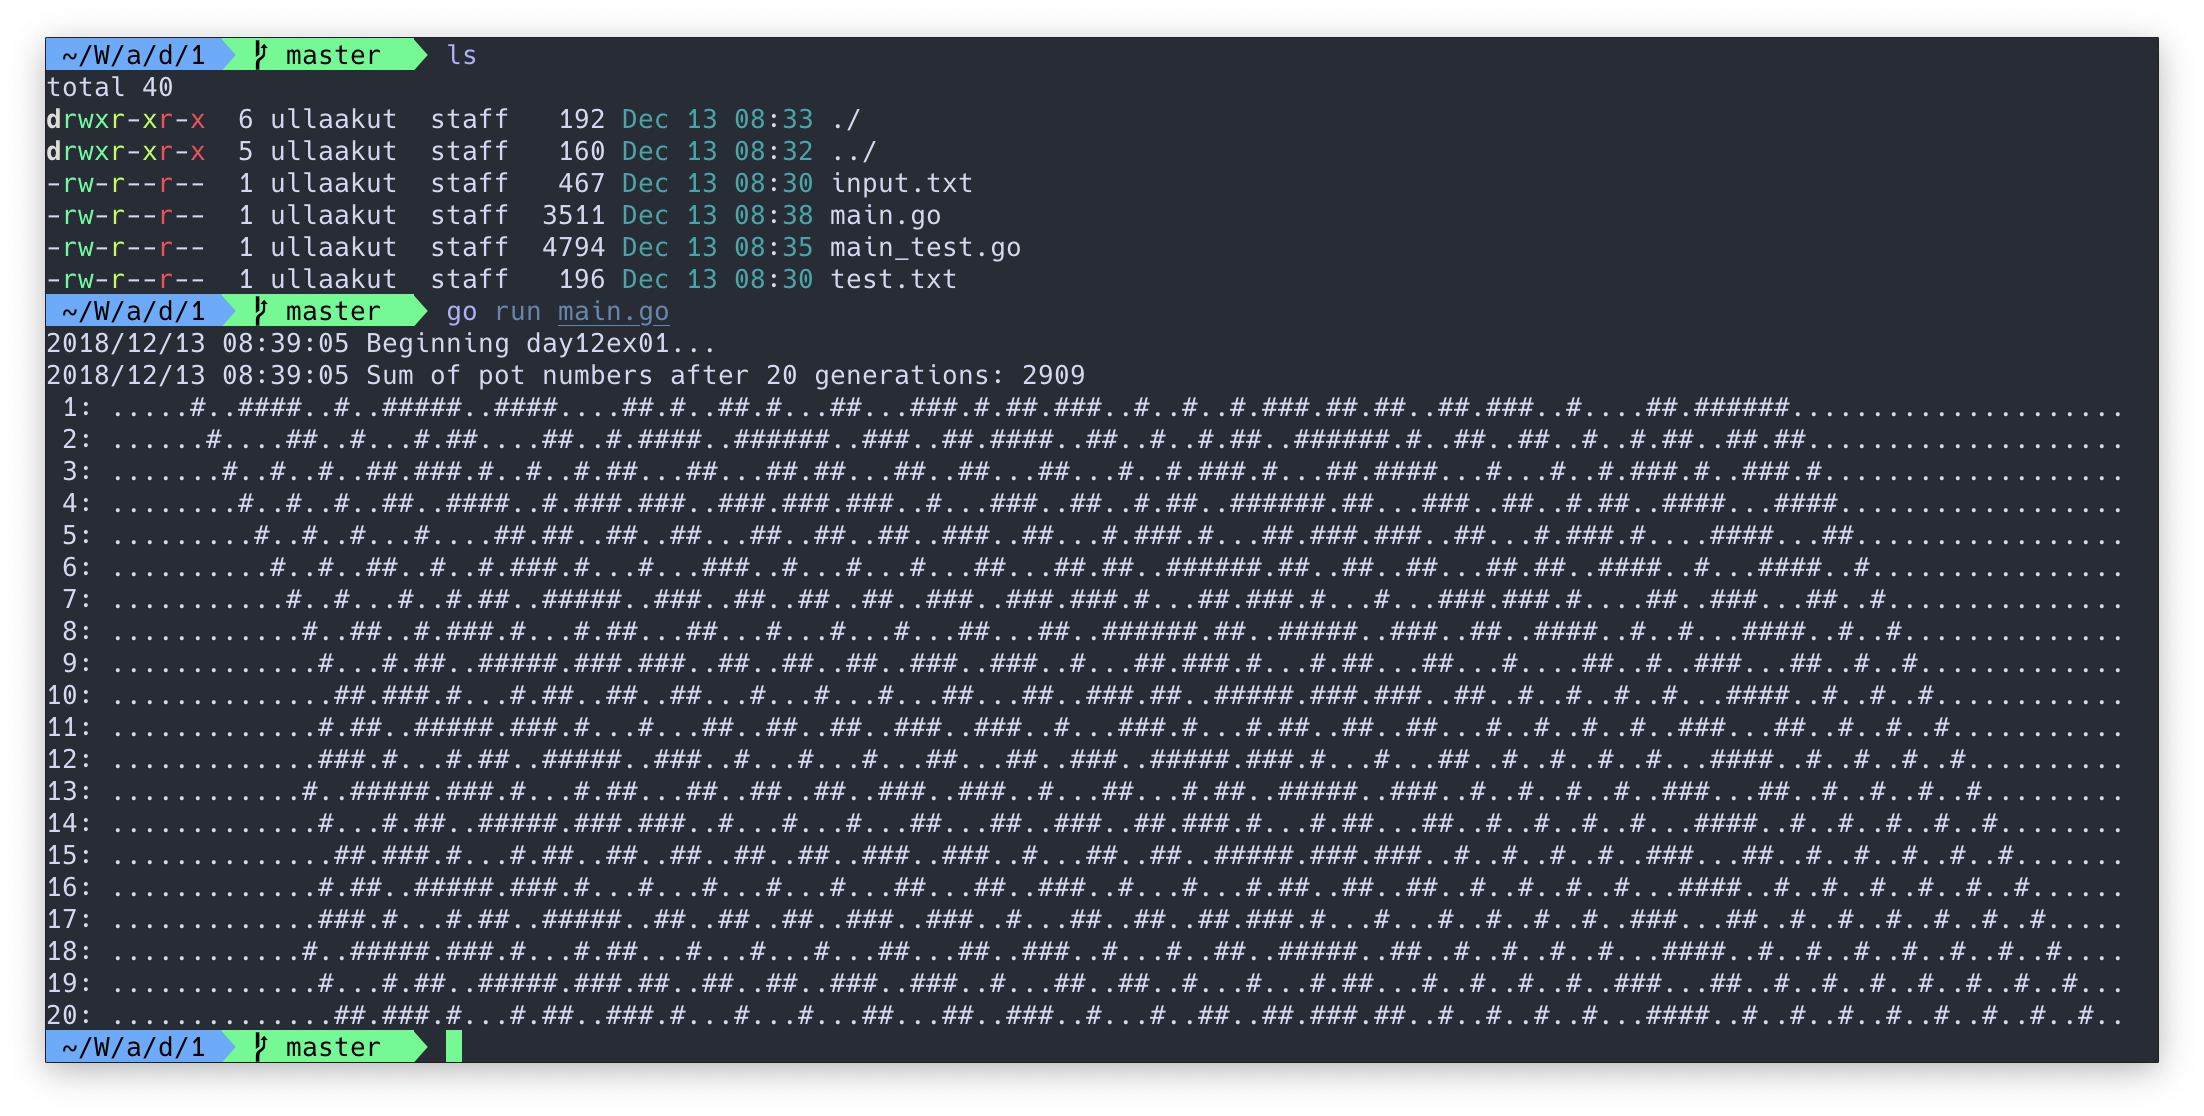 ~/W/a/d/1 master ls
total 40
drwxr-xr-x 6 ullaakut staff 192 Dec 13 08:33 ./
drwxr-xr-x 5 ullaakut staff 160 Dec 13 08:32 ../
-rw-r--r-- 1 ullaakut staff 467 Dec 13 08:30 input.txt
-rw-r--r-- 1 ullaakut staff 3511 Dec 13 08:38 main.go
-rw-r--r-- 1 ullaakut staff 4794 Dec 13 08:35 main_test.go
-rw-r--r-- 1 ullaakut staff 196 Dec 13 08:30 test.txt
~/W/a/d/1 master go run main.go
2018/12/13 08:39:05 Beginning day12ex01...
2018/12/13 08:39:05 Sum of pot numbers after 20 generations: 2909
1: .....#..####..#..#####..####....##.#..##.#...##...###.#.##.###..#..#..#.###.##.##..##.###..#....##.######.....................
2: ......#....##..#...#.##....##..#.####..######..###..##.####..##..#..#.##..######.#..##..##..#..#.##..##.##....................
3: .......#..#..#..##.###.#..#..#.##...##...##.##...##..##...##...#..#.###.#...##.####...#...#..#.###.#..###.#...................
4: ........#..#..#..##..####..#.###.###..###.###.###..#...###..##..#.##..######.##...###..##..#.##..####...####..................
5: .........#..#..#...#....##.##..##..##...##..##..##..###..##...#.###.#...##.###.###..##...#.###.#....####...##.................
6: ..........#..#..##..#..#.###.#...#...###..#...#...#...##...##.##..######.##..##..##...##.##..####..#...####..#................
7: ...........#..#...#..#.##..#####..###..##..##..##..###..###.###.#...##.###.#...#...###.###.#....##..###...##..#...............
8: ............#..##..#.###.#...#.##...##...#...#...#...##...##..######.##..#####..###..##..####..#..#...####..#..#..............
9: .............#...#.##..#####.###.###..##..##..##..###..###..#...##.###.#...#.##...##...#....##..#..###...##..#..#.............
10: ..............##.###.#...#.##..##..##...#...#...#...##...##..###.##..#####.###.###..##..#..#..#..#...####..#..#..#............
11: .............#.##..#####.###.#...#...##..##..##..###..###..#...###.#...#.##..##..##...#..#..#..#..###...##..#..#..#...........
12: .............###.#...#.##..#####..###..#...#...#...##...##..###..#####.###.#...#...##..#..#..#..#...####..#..#..#..#..........
13: ............#..#####.###.#...#.##...##..##..##..###..###..#...##...#.##..#####..###..#..#..#..#..###...##..#..#..#..#.........
14: .............#...#.##..#####.###.###..#...#...#...##...##..###..##.###.#...#.##...##..#..#..#..#...####..#..#..#..#..#........
15: ..............##.###.#...#.##..##..##..##..##..###..###..#...##..##..#####.###.###..#..#..#..#..###...##..#..#..#..#..#.......
16: .............#.##..#####.###.#...#...#...#...#...##...##..###..#...#...#.##..##..##..#..#..#..#...####..#..#..#..#..#..#......
17: .............###.#...#.##..#####..##..##..##..###..###..#...##..##..##.###.#...#...#..#..#..#..###...##..#..#..#..#..#..#.....
18: ............#..#####.###.#...#.##...#...#...#...##...##..###..#...#..##..#####..##..#..#..#..#...####..#..#..#..#..#..#..#....
19: .............#...#.##..#####.###.##..##..##..###..###..#...##..##..#...#...#.##...#..#..#..#..###...##..#..#..#..#..#..#..#...
20: ..............##.###.#...#.##..###.#...#...#...##...##..###..#...#..##..##.###.##..#..#..#..#...####..#..#..#..#..#..#..#..#..
~/W/a/d/1 master